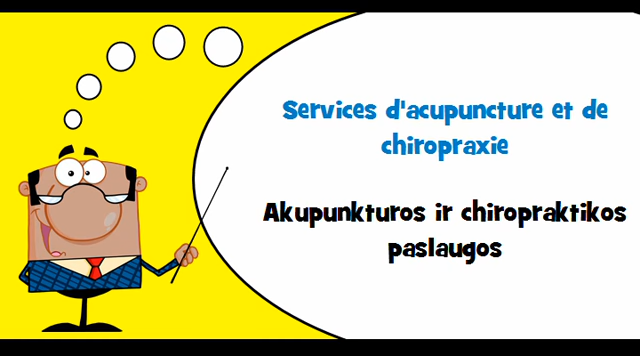 Services d'acupuncture et de
chiropraxie
Akupunkturos ir chiropraktikos
paslaugos